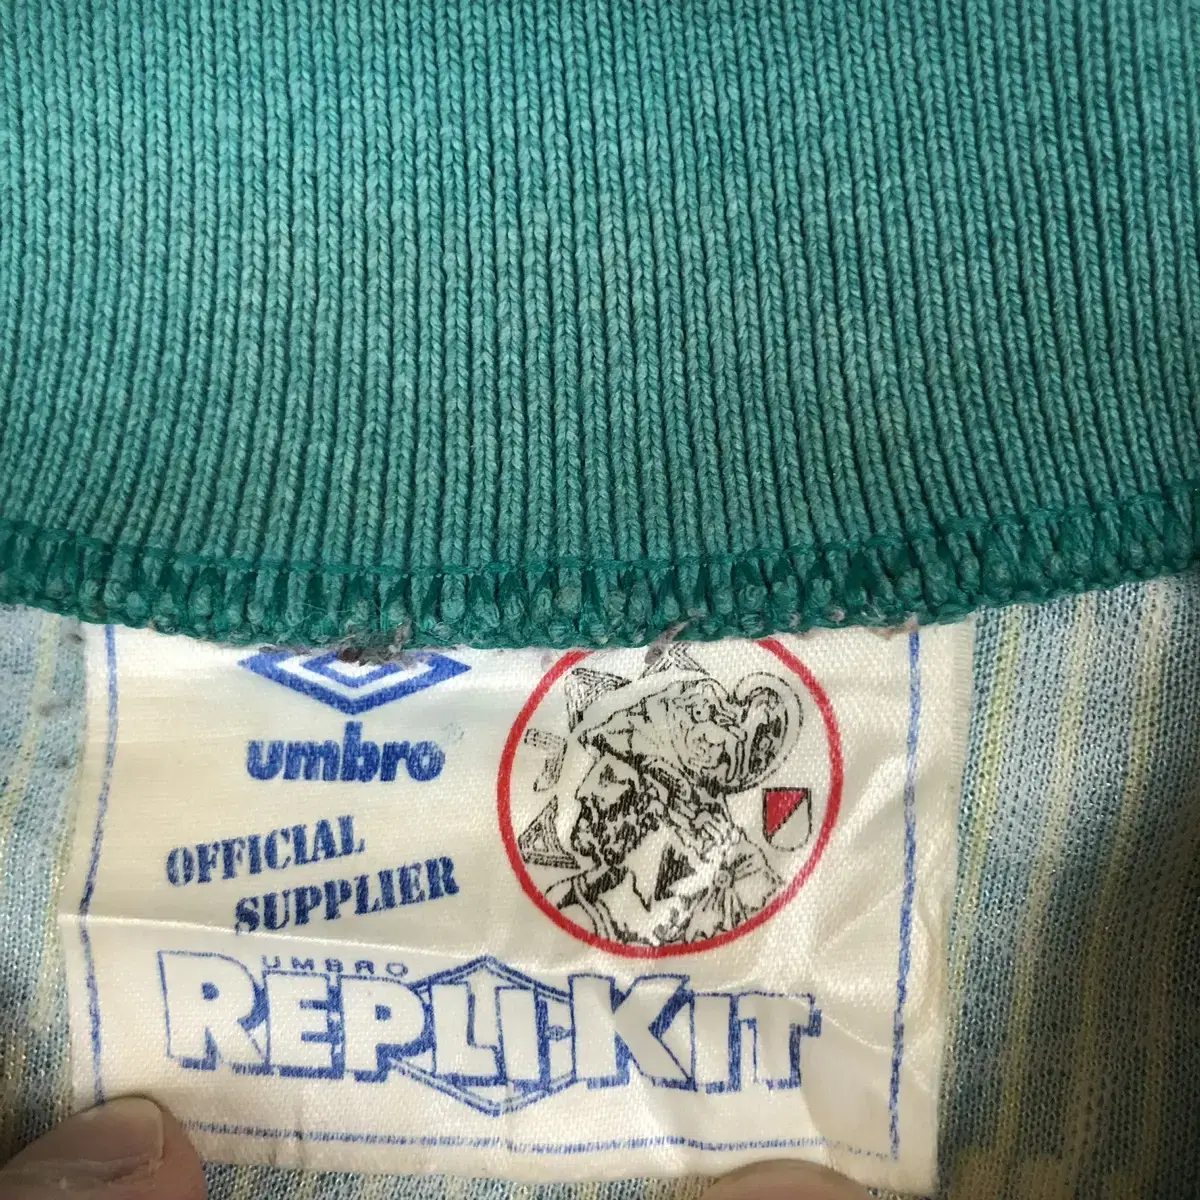 umbro
OFFICIAL
SUPPLIER
UMBRO
REPLI-KIT